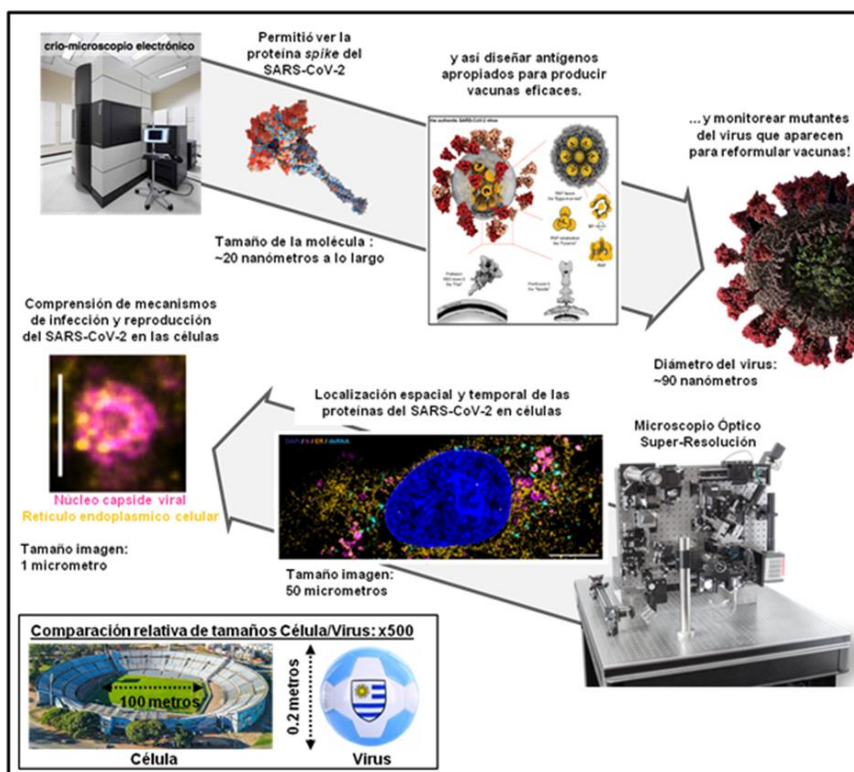 crio-microscopio electrónico
Permitió ver la
proteína spike del
SARS-CoV-2
y así diseñar antígenos
apropiados para producir
vacunas eficaces.
... y monitorear mutantes
del virus que aparecen
para reformular vacunas!
Tamaño de la molécula :
~20 nanómetros a lo largo
Diámetro del virus:
~90 nanómetros
Comprensión de mecanismos
de infección y reproducción
del SARS-CoV-2 en las células
Localización espacial y temporal de las
proteínas del SARS-CoV-2 en células
Microscopio Óptico
Super-Resolución
Núcleo capside viral
Retículo endoplasmico celular
Tamaño imagen:
1 micrometro
Tamaño imagen:
50 micrometros
Comparación relativa de tamaños Célula/Virus: x500
100 metros
0.2 metros
Célula
Virus